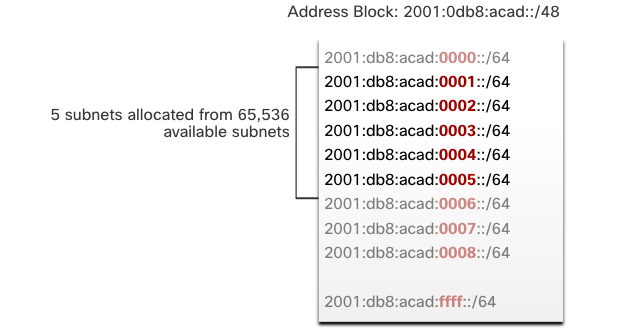 Address Block: 2001:0db8:acad::/48
2001:db8:acad:0000::/64
2001:db8:acad:0001::/64
5 subnets allocated from 65,536
available subnets
2001:db8:acad:0002::/64
2001:db8:acad:0003::/64
2001:db8:acad:0004::/64
2001:db8:acad:0005::/64
2001:db8:acad:0006::/64
2001:db8:acad:0007::/64
2001:db8:acad:0008::/64
2001:db8:acad:ffff::/64